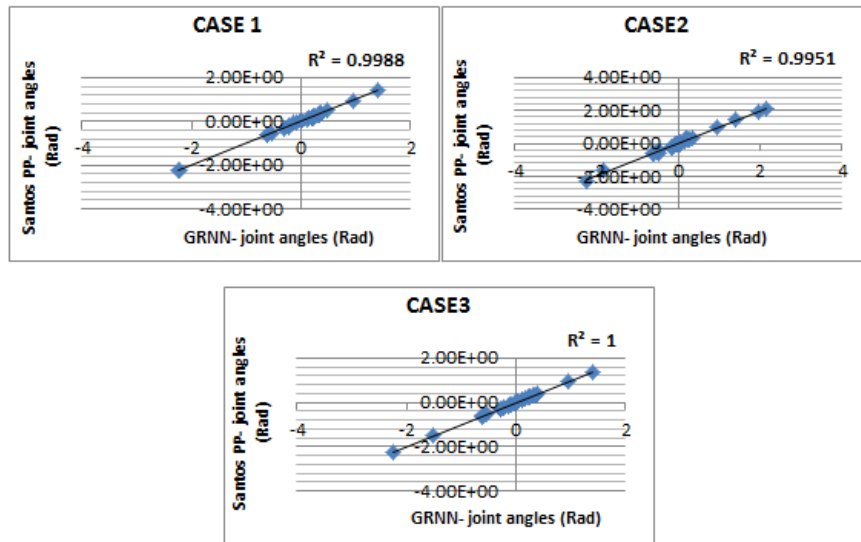 CASE 1
R² = 0.9988
2.00E+00
0.00E+00
-2.00E+00
-4.00E+00
-4 -2 0 2
Santos PP- joint angles
(Rad)
GRNN- joint angles (Rad)
CASE2
R² = 0.9951
4.00E+00
2.00E+00
0.00E+00
-2.00E+00
-4.00E+00
-4 -2 0 2 4
Santos PP- joint angles
(Rad)
GRNN- joint angles (Rad)
CASE3
R² = 1
2.00E+00
0.00E+00
-2.00E+00
-4.00E+00
-4 -2 0 2
Santos PP- joint angles
(Rad)
GRNN- joint angles (Rad)